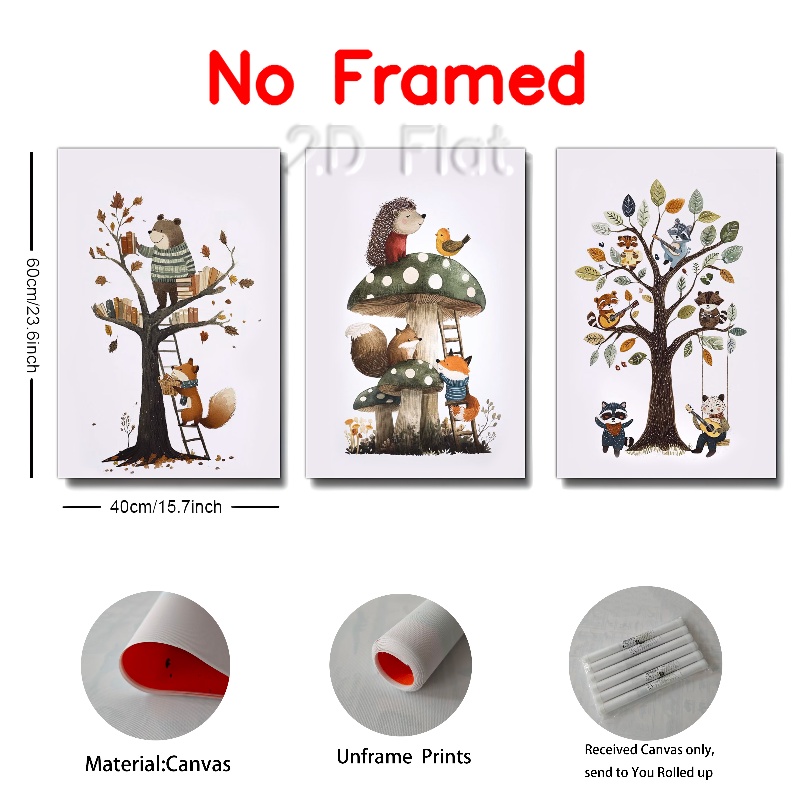 No Framed
2D Flat
60cm/23.6inch
40cm/15.7inch
Material:Canvas
Unframe Prints
Received Canvas only,
send to You Rolled up